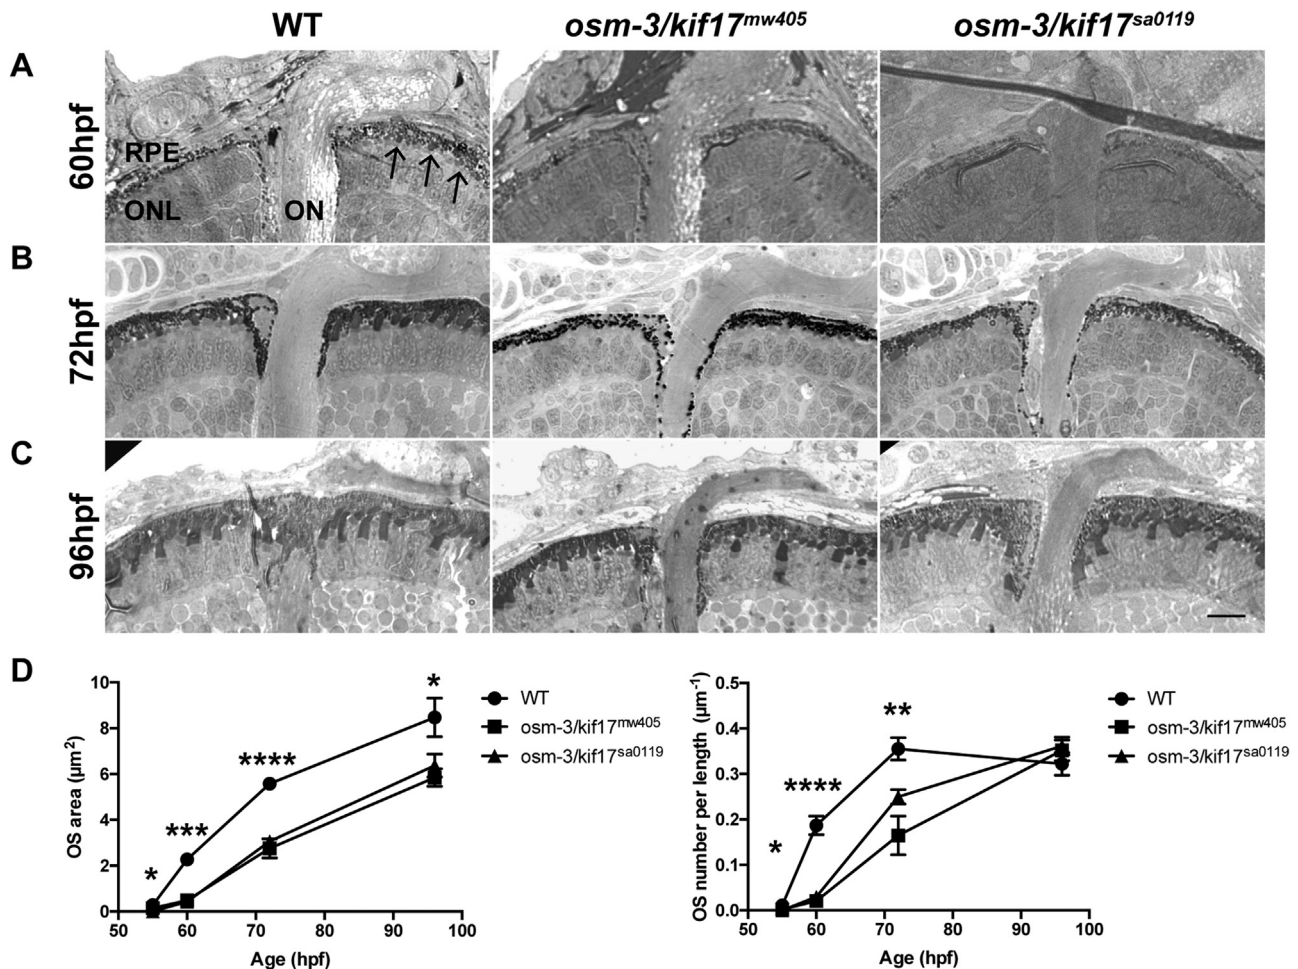 WT osm-3/kif17mw405 osm-3/kif17sa0119
A
60hpf
RPE
ONL
ON
B
72hpf
C
96hpf
D
OS area (µm²)
10
8
6
4
2
0
*
***
****
*
50 60 70 80 90 100
Age (hpf)
WT
osm-3/kif17mw405
osm-3/kif17sa0119
OS number per length (µm⁻¹)
0.5
0.4
0.3
0.2
0.1
0.0
*
****
**
50 60 70 80 90 100
Age (hpf)
WT
osm-3/kif17mw405
osm-3/kif17sa0119